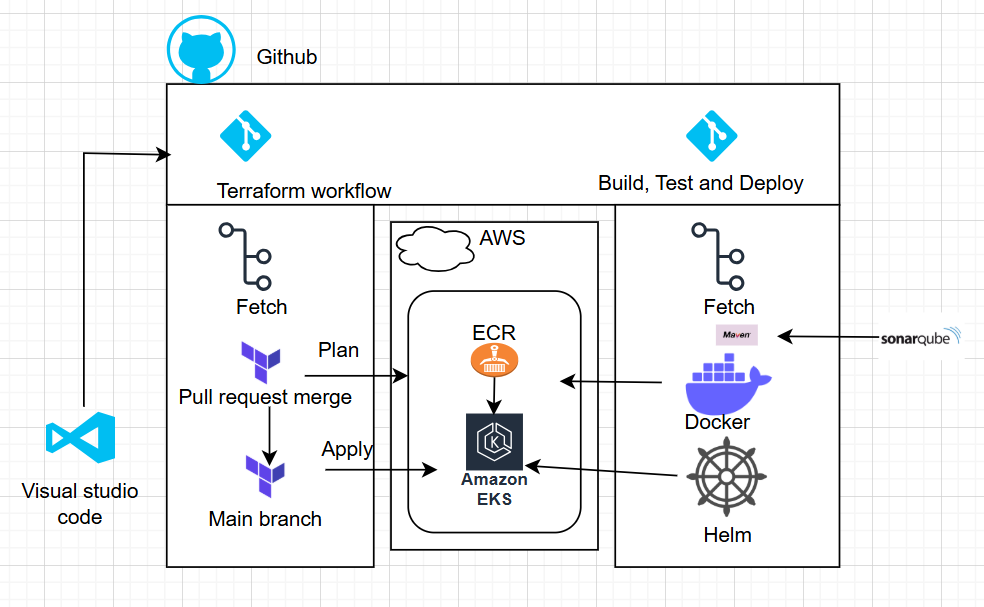 Github
Terraform workflow
Build, Test and Deploy
AWS
Fetch
Fetch
ECR
Maven
sonarqube
Plan
Pull request merge
Docker
Apply
K
Amazon
EKS
Visual studio
code
Main branch
Helm